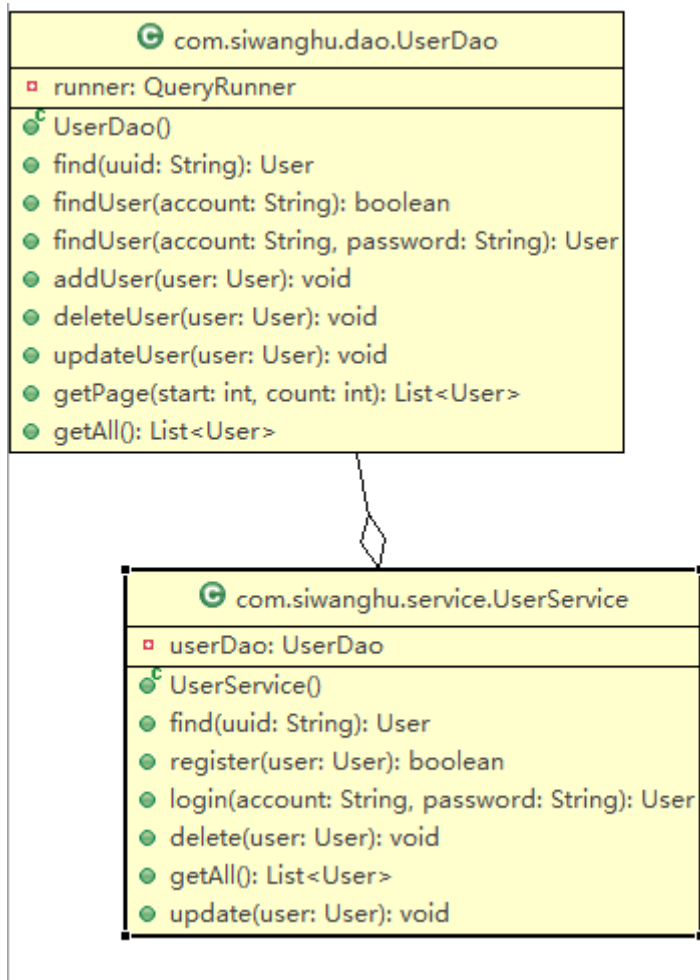 C com.siwanghu.dao.UserDao
runner: QueryRunner
C UserDao()
find(uuid: String): User
findUser(account: String): boolean
findUser(account: String, password: String): User
addUser(user: User): void
deleteUser(user: User): void
updateUser(user: User): void
getPage(start: int, count: int): List<User>
getAll(): List<User>
C com.siwanghu.service.UserService
userDao: UserDao
C UserService()
find(uuid: String): User
register(user: User): boolean
login(account: String, password: String): User
delete(user: User): void
getAll(): List<User>
update(user: User): void